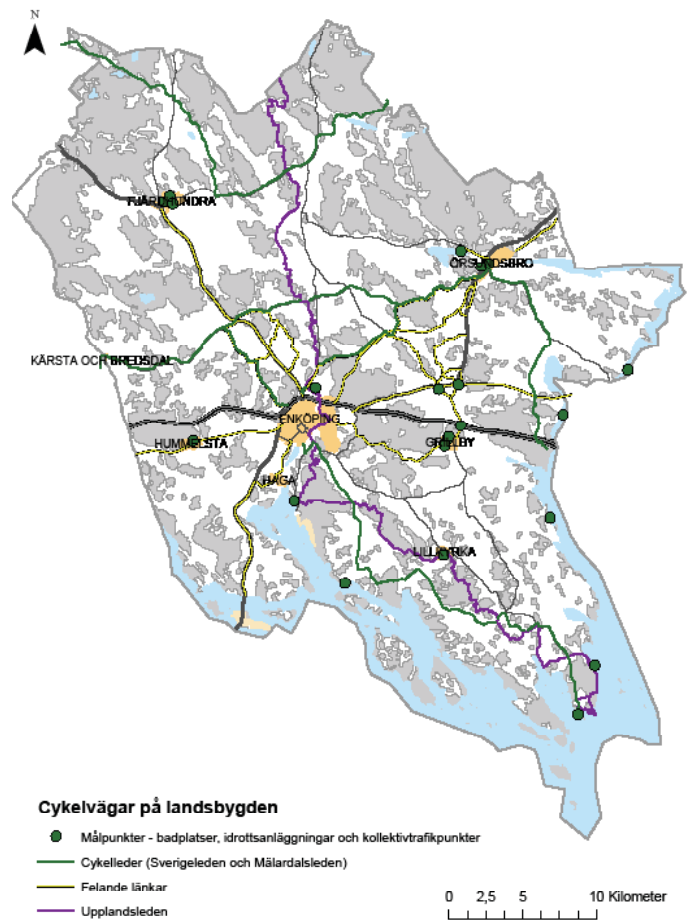 N
FJÄRDHUNDRA
ÖRSUNDSBRO
KÄRSTA OCH BREDSDAL
ENKÖPING
HUMMELSTA
GRILLBY
HAGA
LILLKYRKA
Cykelvägar på landsbygden
Målpunkter - badplatser, idrottsanläggningar och kollektivtrafikpunkter
Cykelleder (Sverigeleden och Mälardalsleden)
Felande länkar
Upplandsleden
0 2,5 5 10 Kilometer